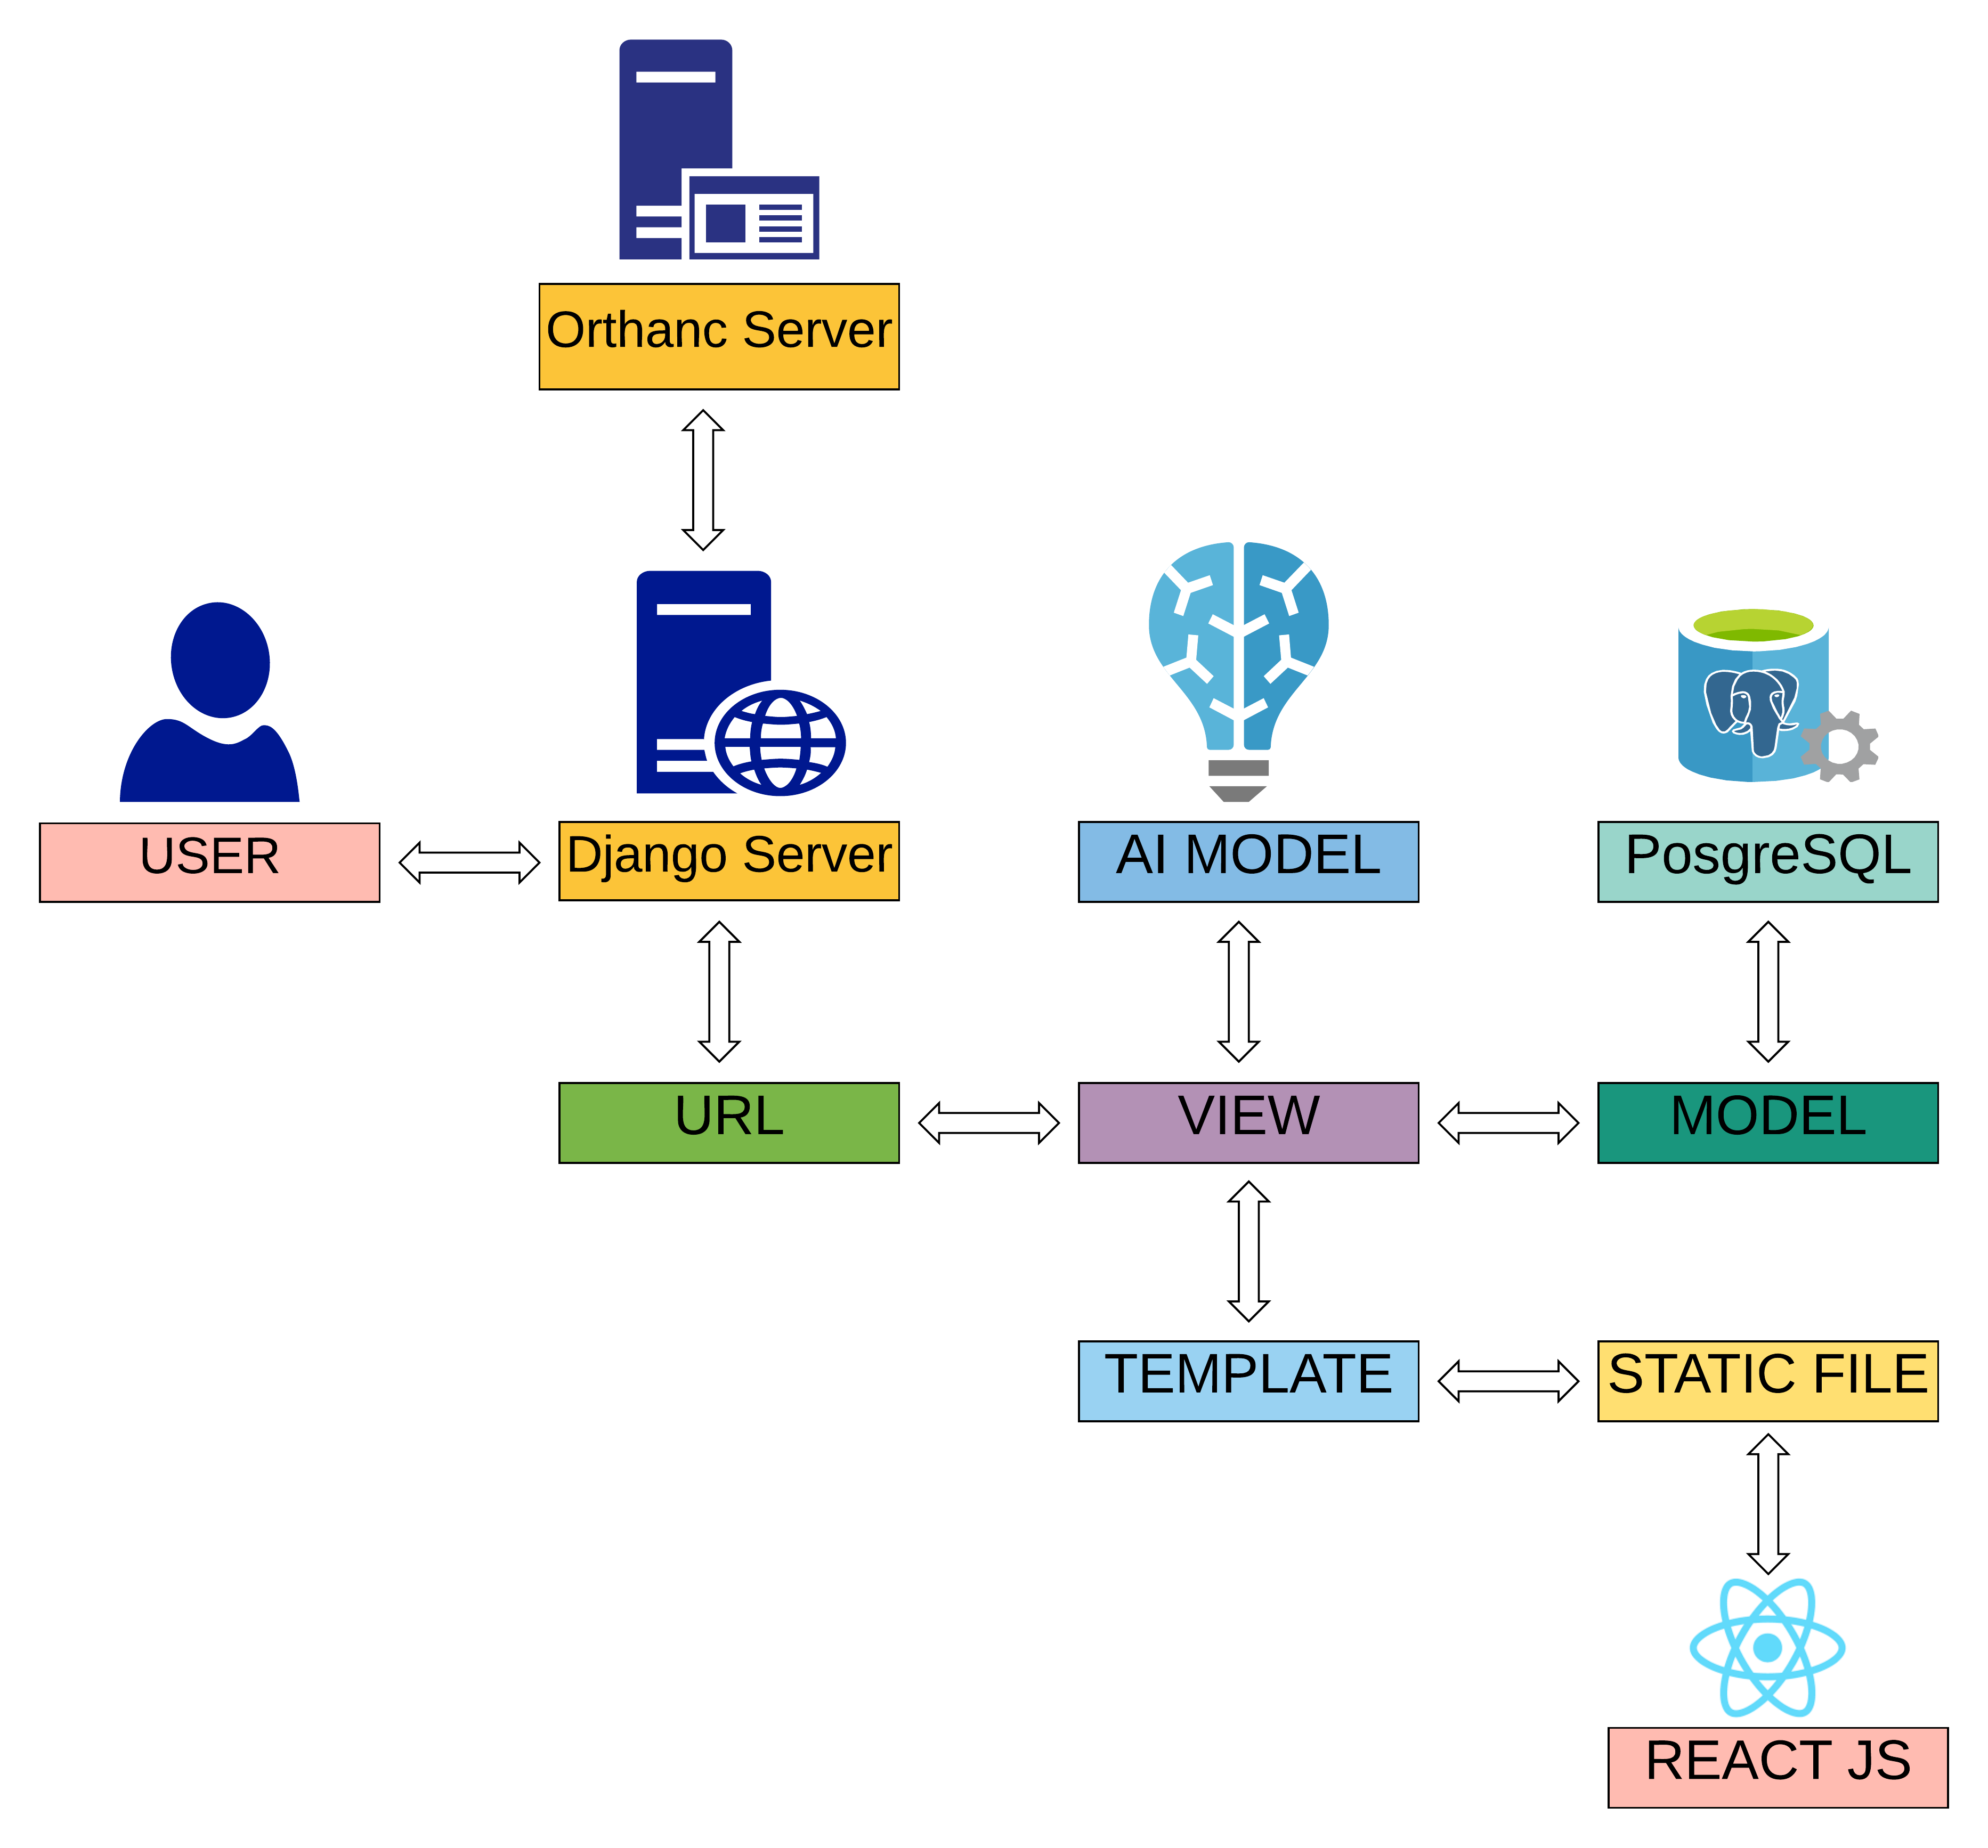 Orthanc Server
USER
Django Server
AI MODEL
PosgreSQL
URL
VIEW
MODEL
TEMPLATE
STATIC FILE
REACT JS